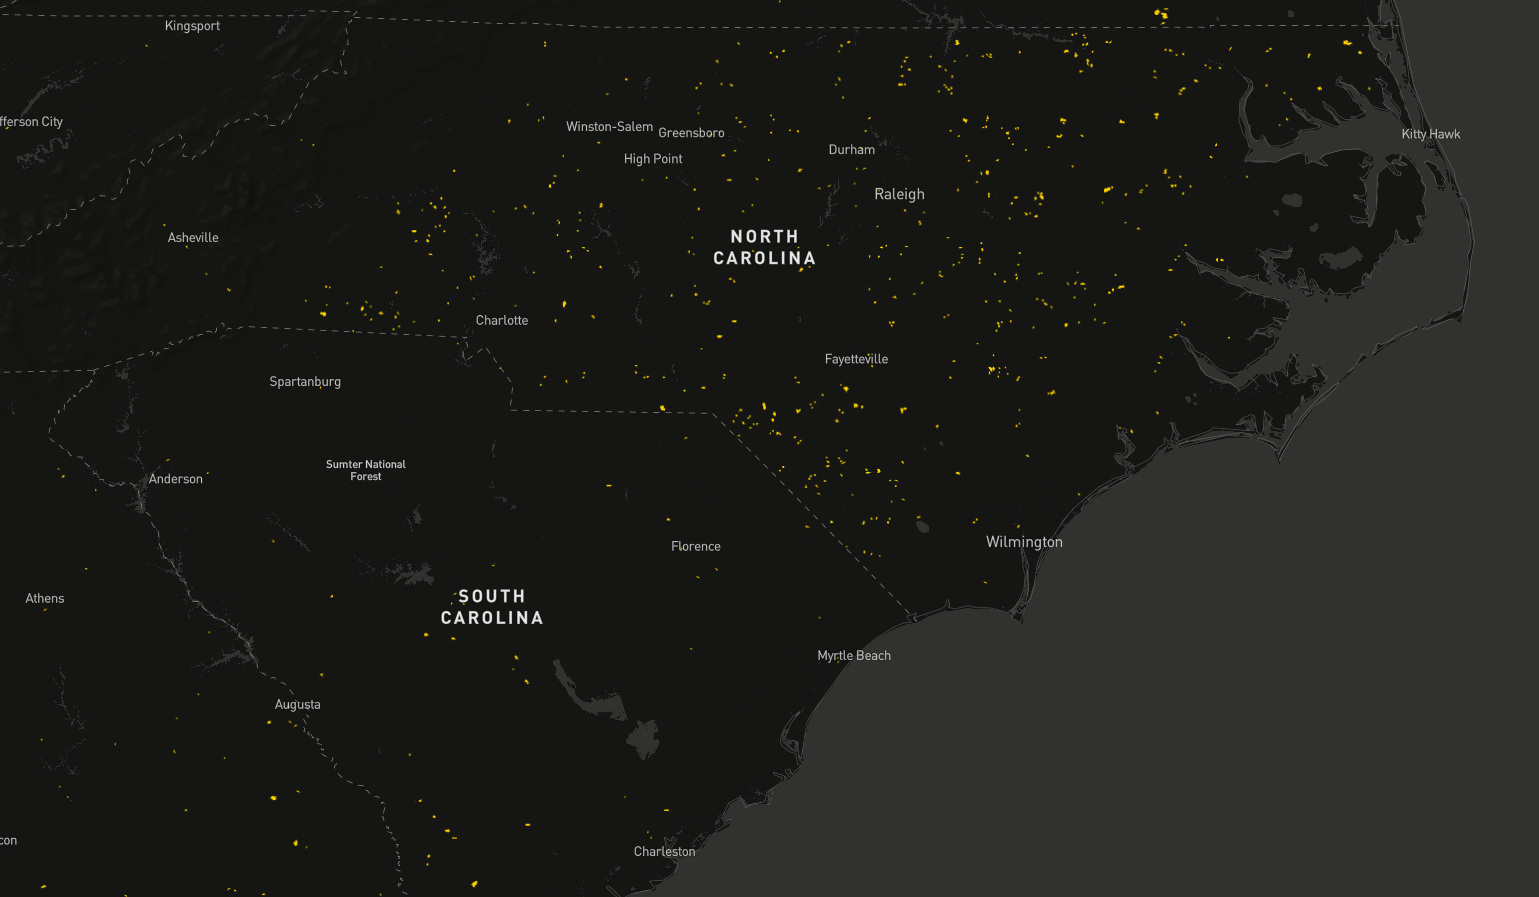 Kingsport
fferson City
Winston-Salem
Greensboro
Kitty Hawk
High Point
Durham
Raleigh
Asheville
NORTH
CAROLINA
Charlotte
Fayetteville
Spartanburg
Sumter National
Forest
Anderson
Wilmington
Florence
Athens
SOUTH
CAROLINA
Myrtle Beach
Augusta
con
Charleston